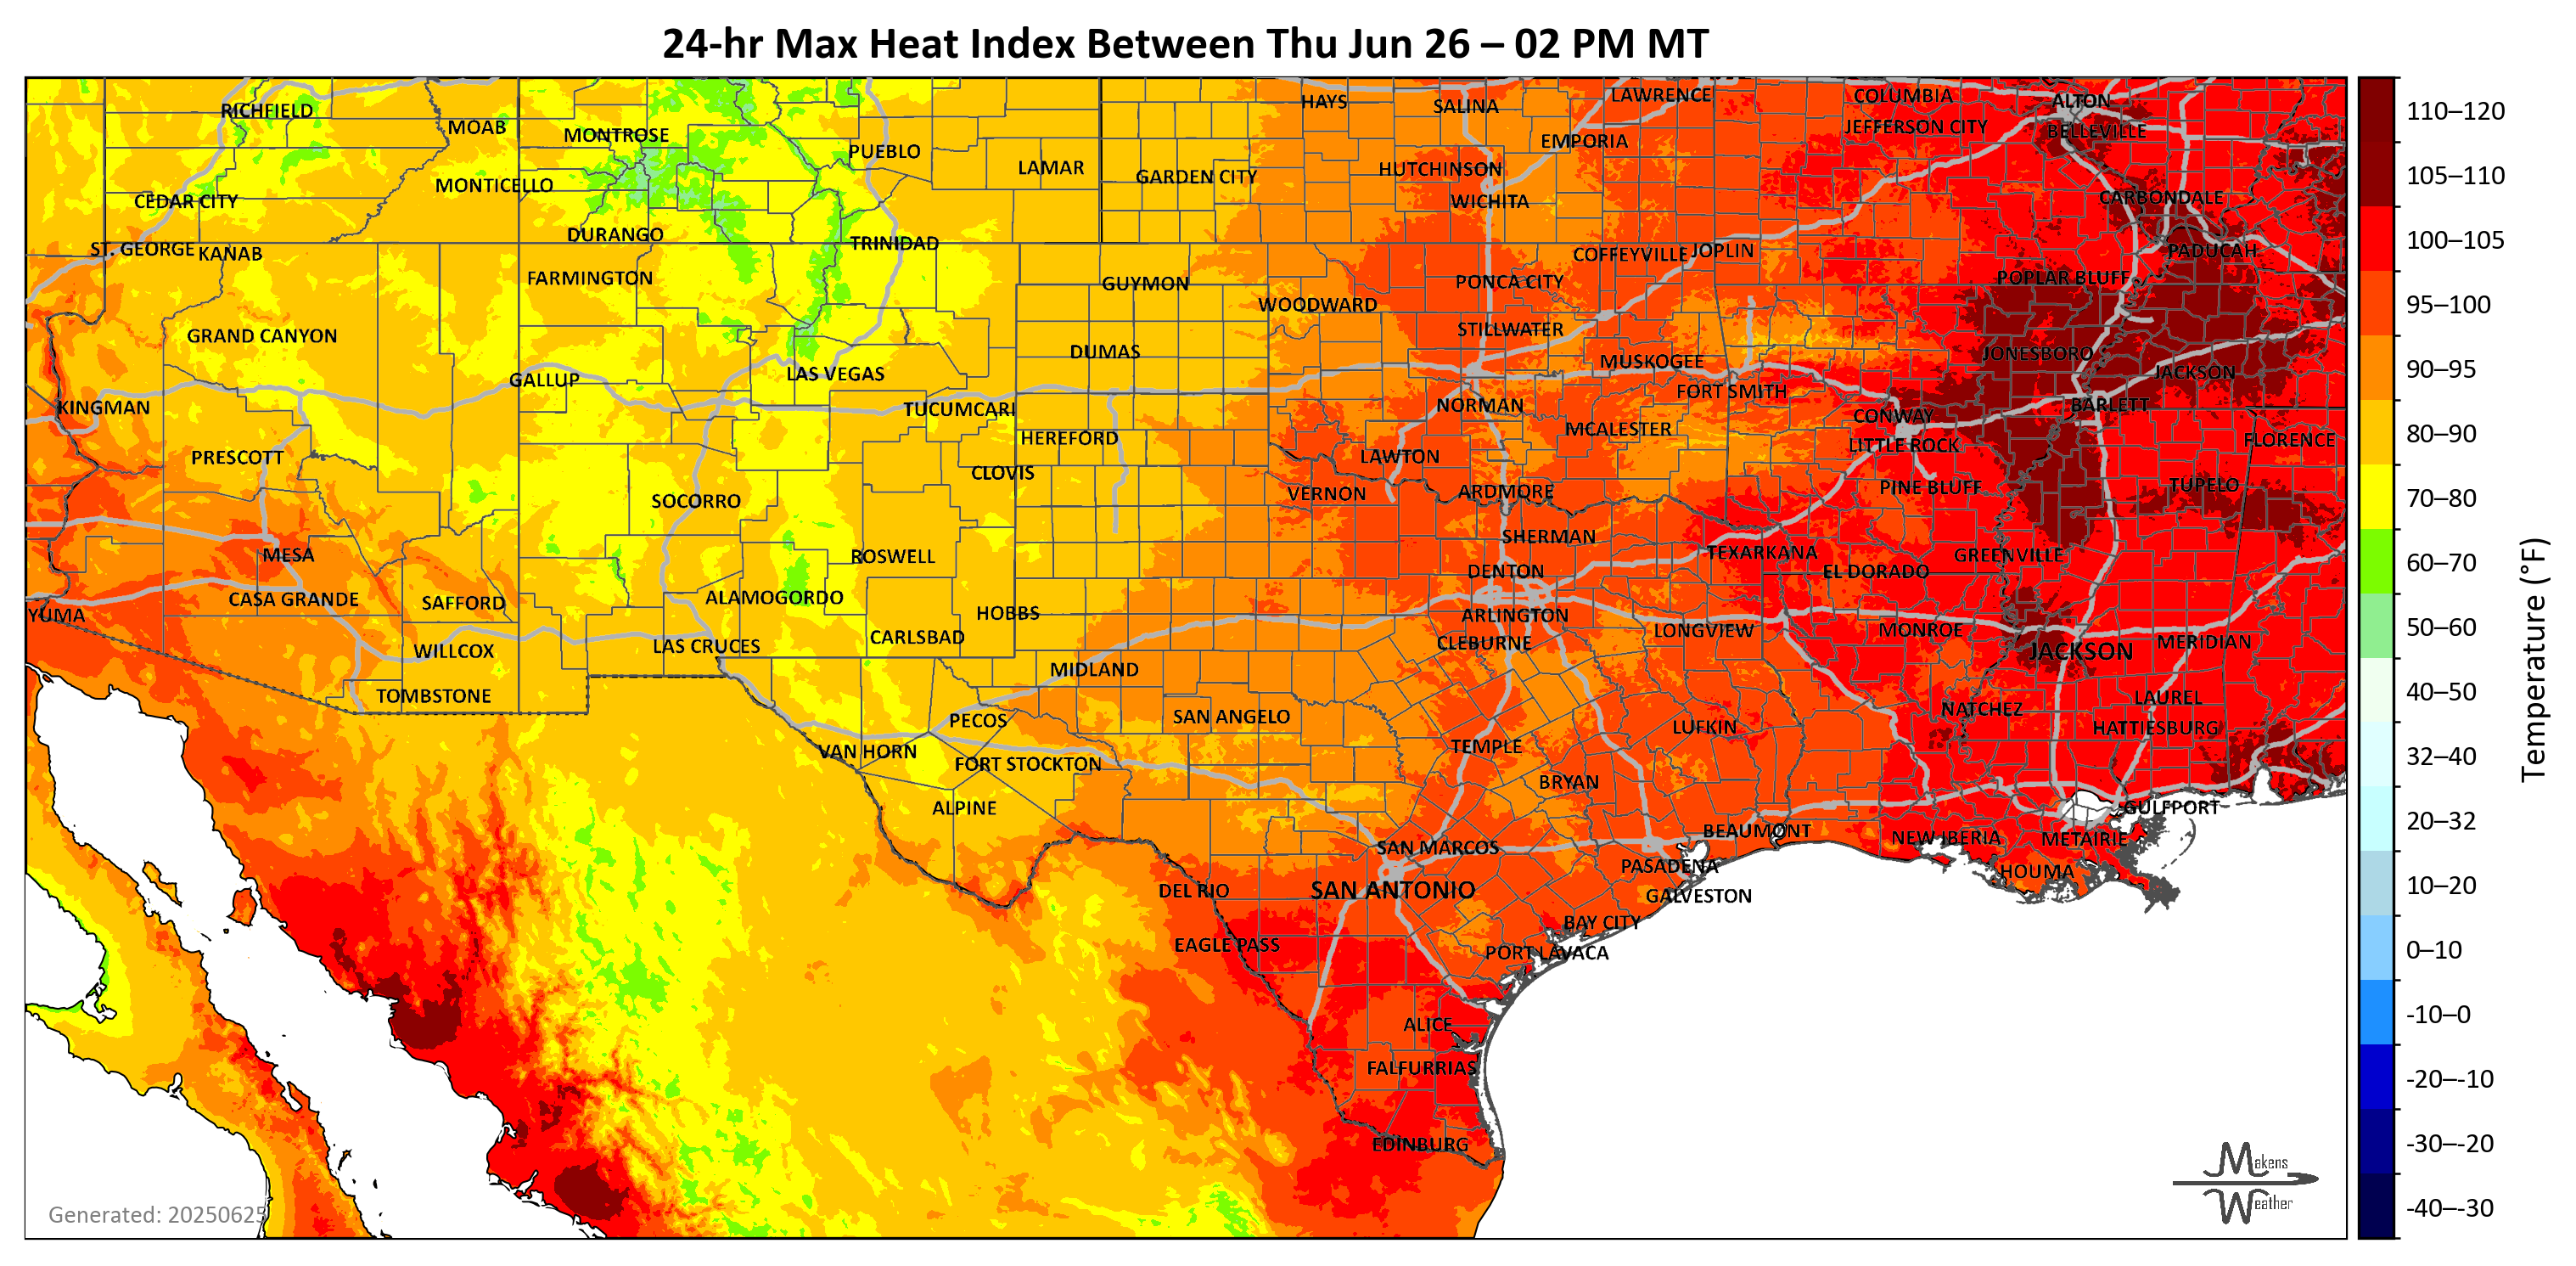 24-hr Max Heat Index Between Thu Jun 26 – 02 PM MT
RICHFIELD
MOAB
MONTROSE
PUEBLO
LAMAR
GARDEN CITY
HAYS
SALINA
LAWRENCE
EMPORIA
COLUMBIA
JEFFERSON CITY
ALTON
BELLEVILLE
HUTCHINSON
WICHITA
MONTICELLO
CEDAR CITY
CARBONDALE
DURANGO
TRINIDAD
ST. GEORGE
KANAB
COFFEYVILLE
JOPLIN
PADUCAH
FARMINGTON
GUYMON
WOODWARD
PONCA CITY
POPLAR BLUFF
GRAND CANYON
STILLWATER
DUMAS
MUSKOGEE
JONESBORO
JACKSON
GALLUP
LAS VEGAS
FORT SMITH
KINGMAN
TUCUMCARI
NORMAN
CONWAY
BARLETT
HEREFORD
MCALESTER
LITTLE ROCK
FLORENCE
PRESCOTT
CLOVIS
LAWTON
SOCORRO
VERNON
ARDMORE
PINE BLUFF
TUPELO
SHERMAN
MESA
ROSWELL
TEXARKANA
GREENVILLE
DENTON
EL DORADO
CASA GRANDE
SAFFORD
ALAMOGORDO
HOBBS
ARLINGTON
YUMA
CARLSBAD
CLEBURNE
LONGVIEW
MONROE
MERIDIAN
WILLCOX
LAS CRUCES
JACKSON
MIDLAND
TOMBSTONE
PECOS
SAN ANGELO
NATCHEZ
LAUREL
LUFKIN
HATTIESBURG
VAN HORN
FORT STOCKTON
TEMPLE
BRYAN
ALPINE
GULFPORT
BEAUMONT
NEW IBERIA
METAIRIE
SAN MARCOS
PASADENA
HOUMA
DEL RIO
SAN ANTONIO
GALVESTON
BAY CITY
EAGLE PASS
PORT LAVACA
ALICE
FALFURRIAS
EDINBURG
Generated: 20250625
Makens
Weather
110–120
105–110
100–105
95–100
90–95
80–90
70–80
60–70
50–60
40–50
32–40
20–32
10–20
0–10
-10–0
-20–-10
-30–-20
-40–-30
Temperature (°F)